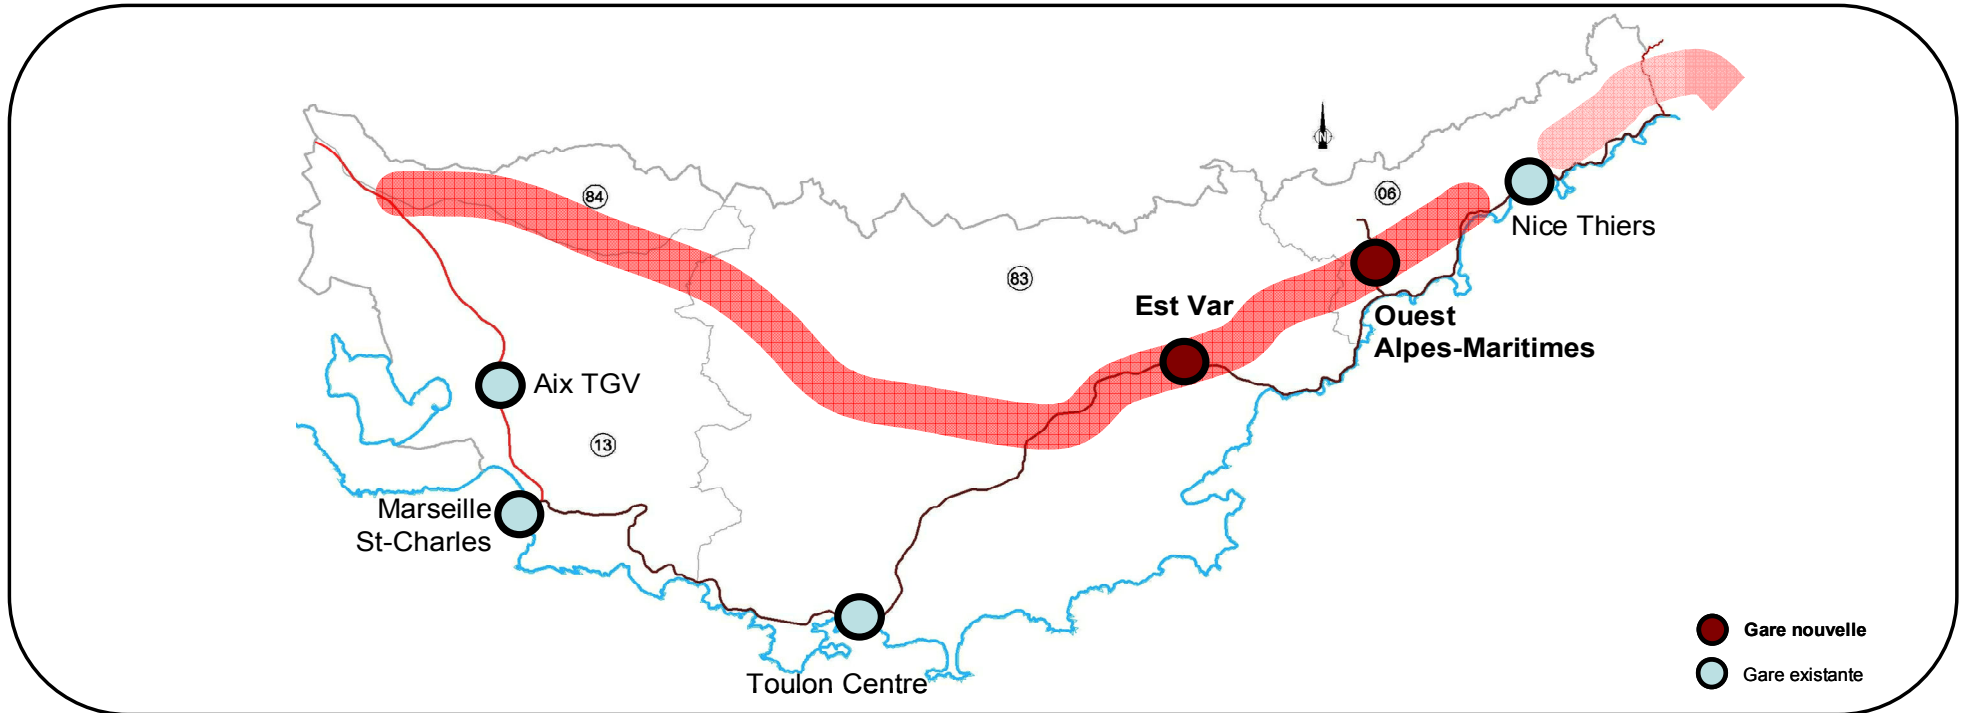 N
84
06
Nice Thiers
83
Est Var
Ouest
Alpes-Maritimes
Aix TGV
13
Marseille
St-Charles
Toulon Centre
Gare nouvelle
Gare existante